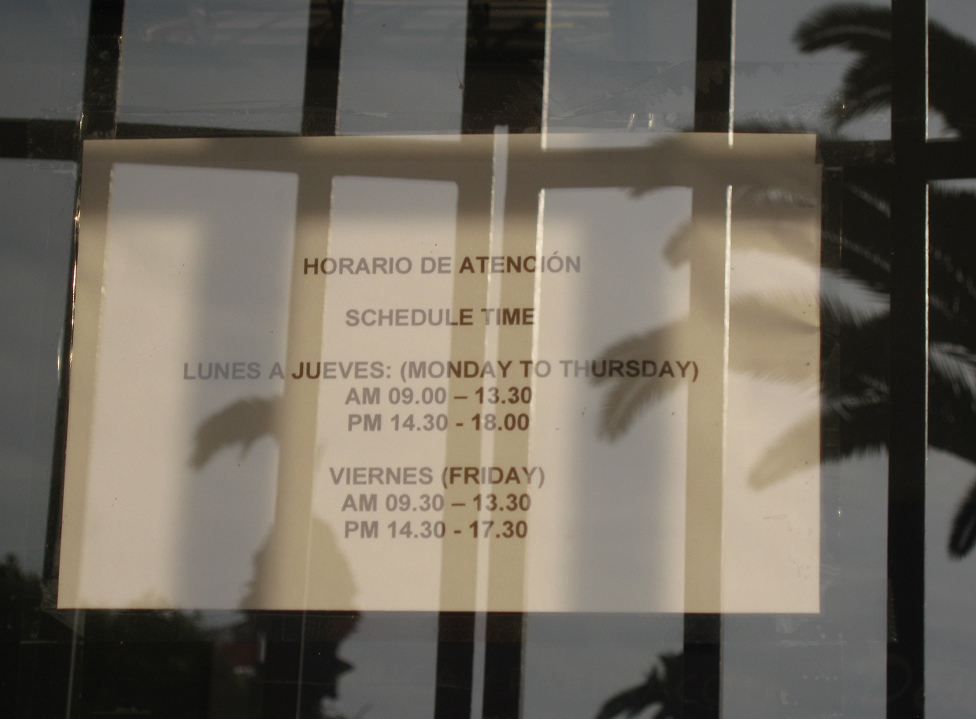 HORARIO DE ATENCIÓN
SCHEDULE TIME
LUNES A JUEVES: (MONDAY TO THURSDAY)
AM 09.00 – 13.30
PM 14.30 - 18.00
VIERNES (FRIDAY)
AM 09.30 – 13.30
PM 14.30 - 17.30